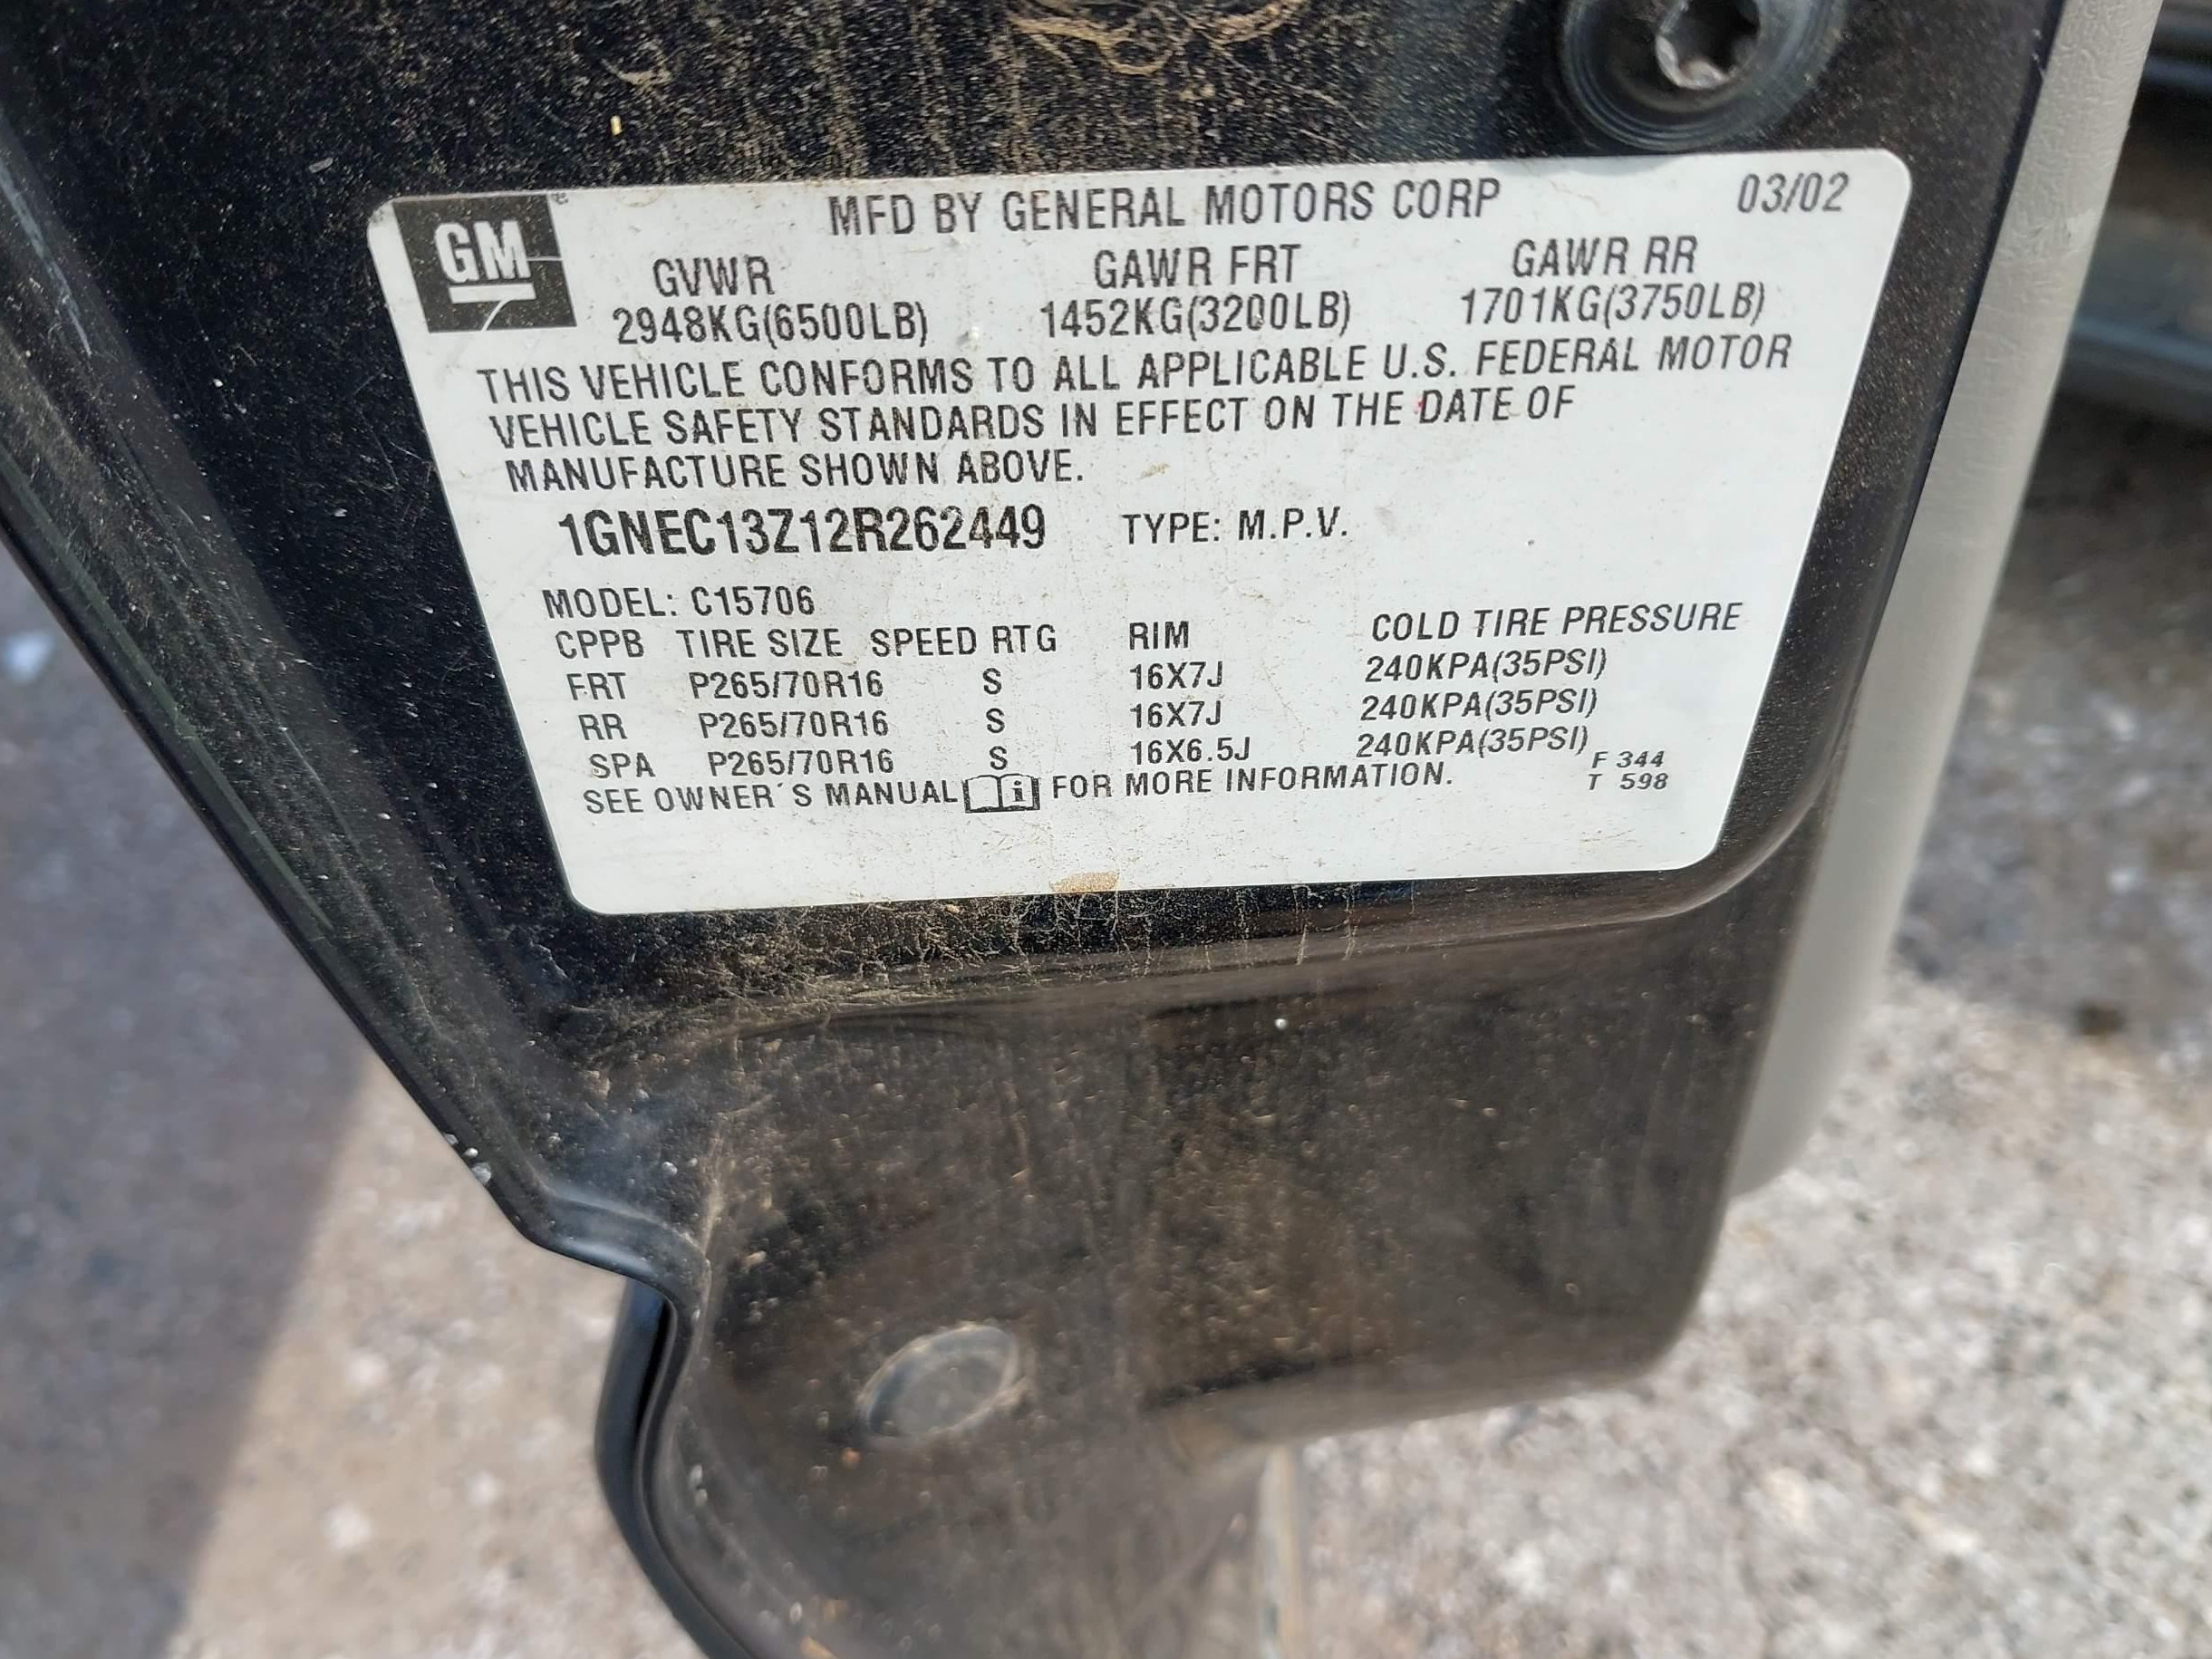 GM
MFD BY GENERAL MOTORS CORP 03/02
GVWR GAWR FRT GAWR RR
2948KG(6500LB) 1452KG(3200LB) 1701KG(3750LB)
THIS VEHICLE CONFORMS TO ALL APPLICABLE U.S. FEDERAL MOTOR
VEHICLE SAFETY STANDARDS IN EFFECT ON THE DATE OF
MANUFACTURE SHOWN ABOVE.
1GNEC13Z12R262449 TYPE: M.P.V.
MODEL: C15706
CPPB TIRE SIZE SPEED RTG RIM COLD TIRE PRESSURE
FRT P265/70R16 S 16X7J 240KPA(35PSI)
RR P265/70R16 S 16X7J 240KPA(35PSI)
SPA P265/70R16 S 16X6.5J 240KPA(35PSI)
SEE OWNER´S MANUAL i FOR MORE INFORMATION.
F 344
T 598